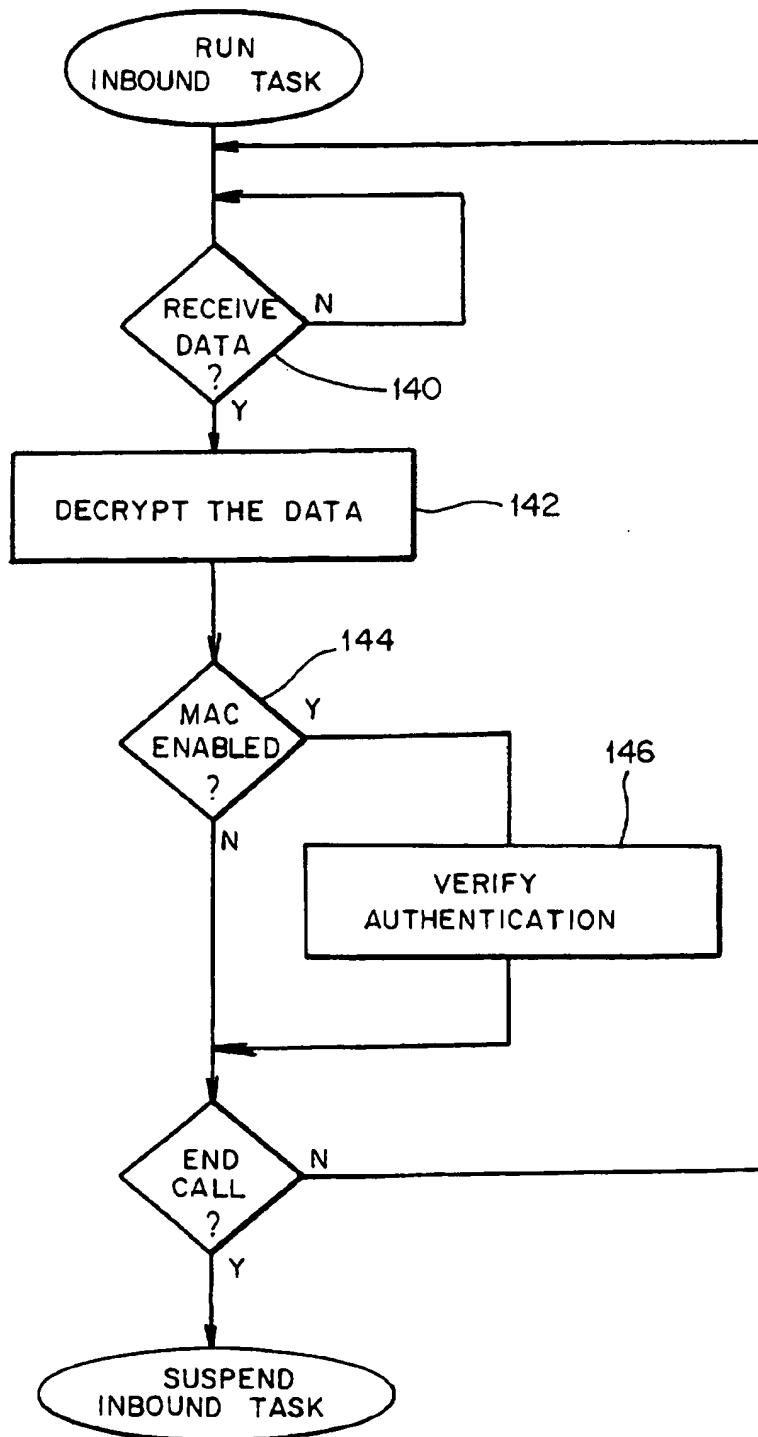 RUN
INBOUND TASK
RECEIVE
DATA
?
N
140
Y
DECRYPT THE DATA
142
144
MAC
ENABLED
?
Y
N
146
VERIFY
AUTHENTICATION
END
CALL
?
N
Y
SUSPEND
INBOUND TASK